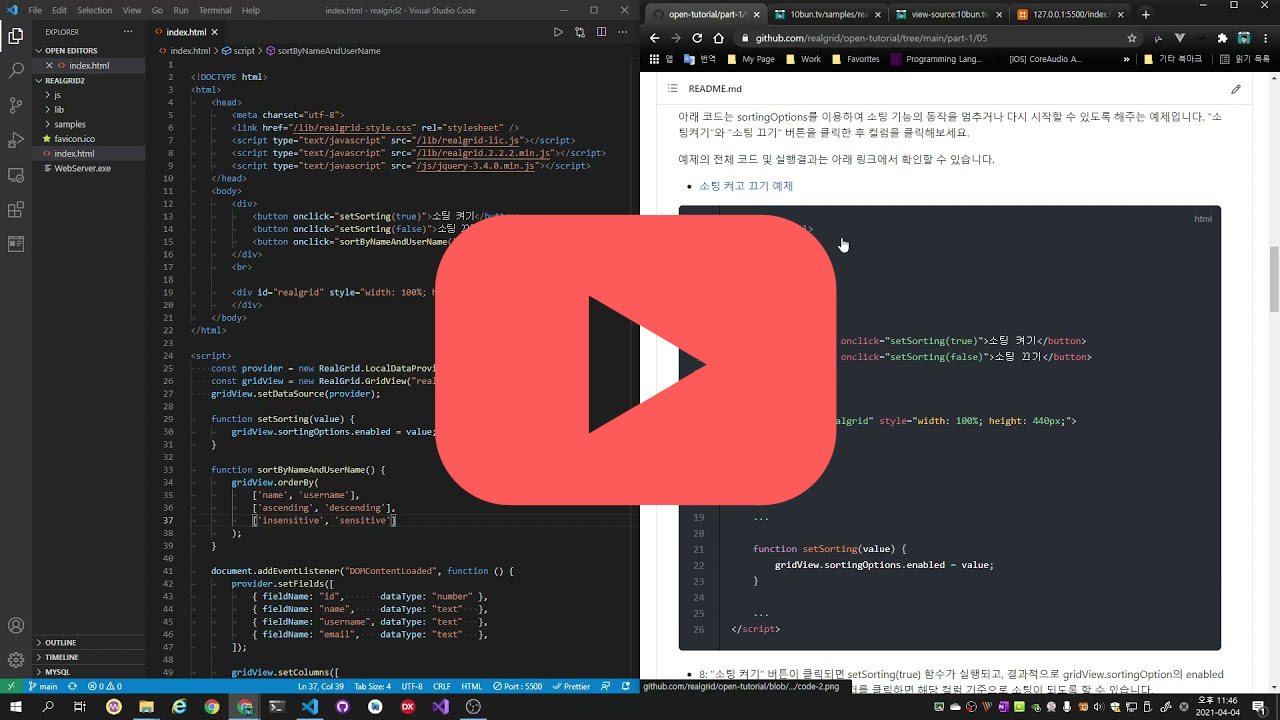 File Edit Selection View Go Run Terminal Help index.html - realgrid2 - Visual Studio Code
EXPLORER
OPEN EDITORS
index.html
REALGRID2
js
lib
samples
favicon.ico
index.html
WebServer.exe
OUTLINE
TIMELINE
MYSQL
index.html
index.html > script > sortByNameAndUserName
1
2 <!DOCTYPE html>
3 <html>
4 <head>
5 <meta charset="utf-8">
6 <link href="/lib/realgrid-style.css" rel="stylesheet" />
7 <script type="text/javascript" src="/lib/realgrid-lic.js"></script>
8 <script type="text/javascript" src="/lib/realgrid.2.2.2.min.js"></script>
9 <script type="text/javascript" src="/js/jquery-3.4.0.min.js"></script>
10 </head>
11 <body>
12 <div>
13 <button onclick="setSorting(true)">소팅 켜기</button>
14 <button onclick="setSorting(false)">소팅
15 <button onclick="sortByNameAndUserName
16 </div>
17 <br>
18
19 <div id="realgrid" style="width: 100%;
20 </div>
21 </body>
22 </html>
23
24 <script>
25 const provider = new RealGrid.LocalDataProvi
26 const gridView = new RealGrid.GridView("real
27 gridView.setDataSource(provider);
28
29 function setSorting(value) {
30 gridView.sortingOptions.enabled = value;
31 }
32
33 function sortByNameAndUserName() {
34 gridView.orderBy(
35 ['name', 'username'],
36 ['ascending', 'descending'],
37 ['insensitive', 'sensitive']
38 );
39 }
40
41 document.addEventListener("DOMContentLoaded", function () {
42 provider.setFields([
43 { fieldName: "id", dataType: "number" },
44 { fieldName: "name", dataType: "text" },
45 { fieldName: "username", dataType: "text" },
46 { fieldName: "email", dataType: "text" },
47 ]);
48
49 gridView.setColumns([
main 0 0 Ln 37, Col 39 Tab Size: 4 UTF-8 CRLF HTML Port : 5500 Prettier
open-tutorial/tutorial 10bun.tv/samples/rea view-source:10bun.tv 127.0.0.1:5500/index.h
github.com/realgrid/open-tutorial/tree/main/part-1/05
앱 번역 My Page Work Favorites Programming Lang... [iOS] CoreAudio A... » 기타 북마크 읽기 목록
README.md
아래 코드는 sortingOptions를 이용하여 소팅 기능의 동작을 멈추거나 다시 시작할 수 있도록 해주는 예제입니다. "소
팅켜기"와 "소팅 끄기" 버튼을 클릭한 후 컬럼을 클릭해보세요.
예제의 전체 코드 및 실행결과는 아래 링크에서 확인할 수 있습니다.
소팅 켜고 끄기 예제
html
onclick="setSorting(true)">소팅 켜기</button>
onclick="setSorting(false)">소팅 끄기</button>
algrid" style="width: 100%; height: 440px;">
19 ...
20
21 function setSorting(value) {
22 gridView.sortingOptions.enabled = value;
23 }
24
25 ...
26 </script>
8: "소팅 켜기" 버튼이 클릭되면 setSorting(true) 함수가 실행되고, 결과적으로 gridView.sortingOption의 enabled
를 클릭하면 해당 컬럼 기준으로 소팅이 되도록 할 수 있습니다.
github.com/realgrid/open-tutorial/blob/.../code-2.png
오전 11:46
2021-04-04